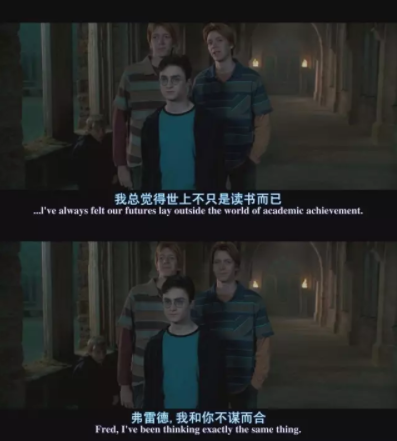 我总觉得世上不只是读书而已
...I've always felt our futures lay outside the world of academic achievement.
弗雷德,我和你不谋而合
Fred, I've been thinking exactly the same thing.